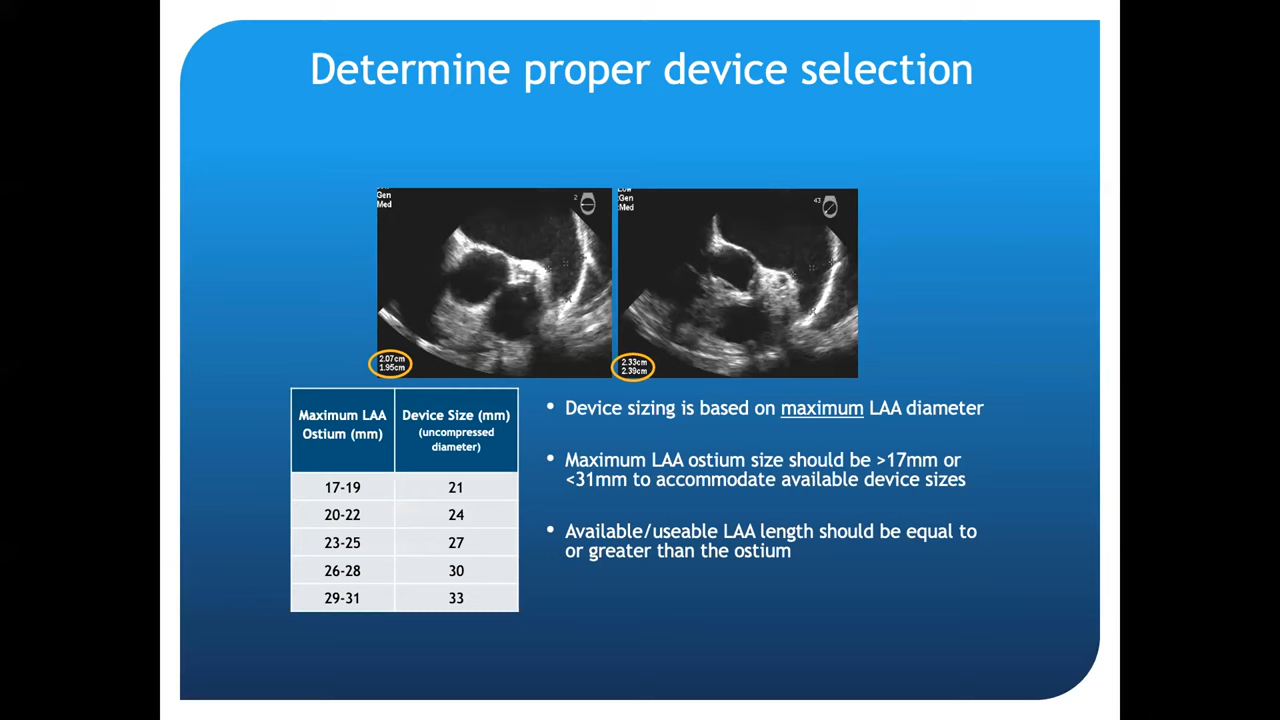 Determine proper device selection
Gen
Med
2
Low
Gen
Med
43
2.07cm
1.95cm
2.33cm
2.39cm
Maximum LAA
Ostium (mm)
Device Size (mm)
(uncompressed
diameter)
17-19 21
20-22 24
23-25 27
26-28 30
29-31 33
• Device sizing is based on maximum LAA diameter
• Maximum LAA ostium size should be >17mm or
<31mm to accommodate available device sizes
• Available/useable LAA length should be equal to
or greater than the ostium